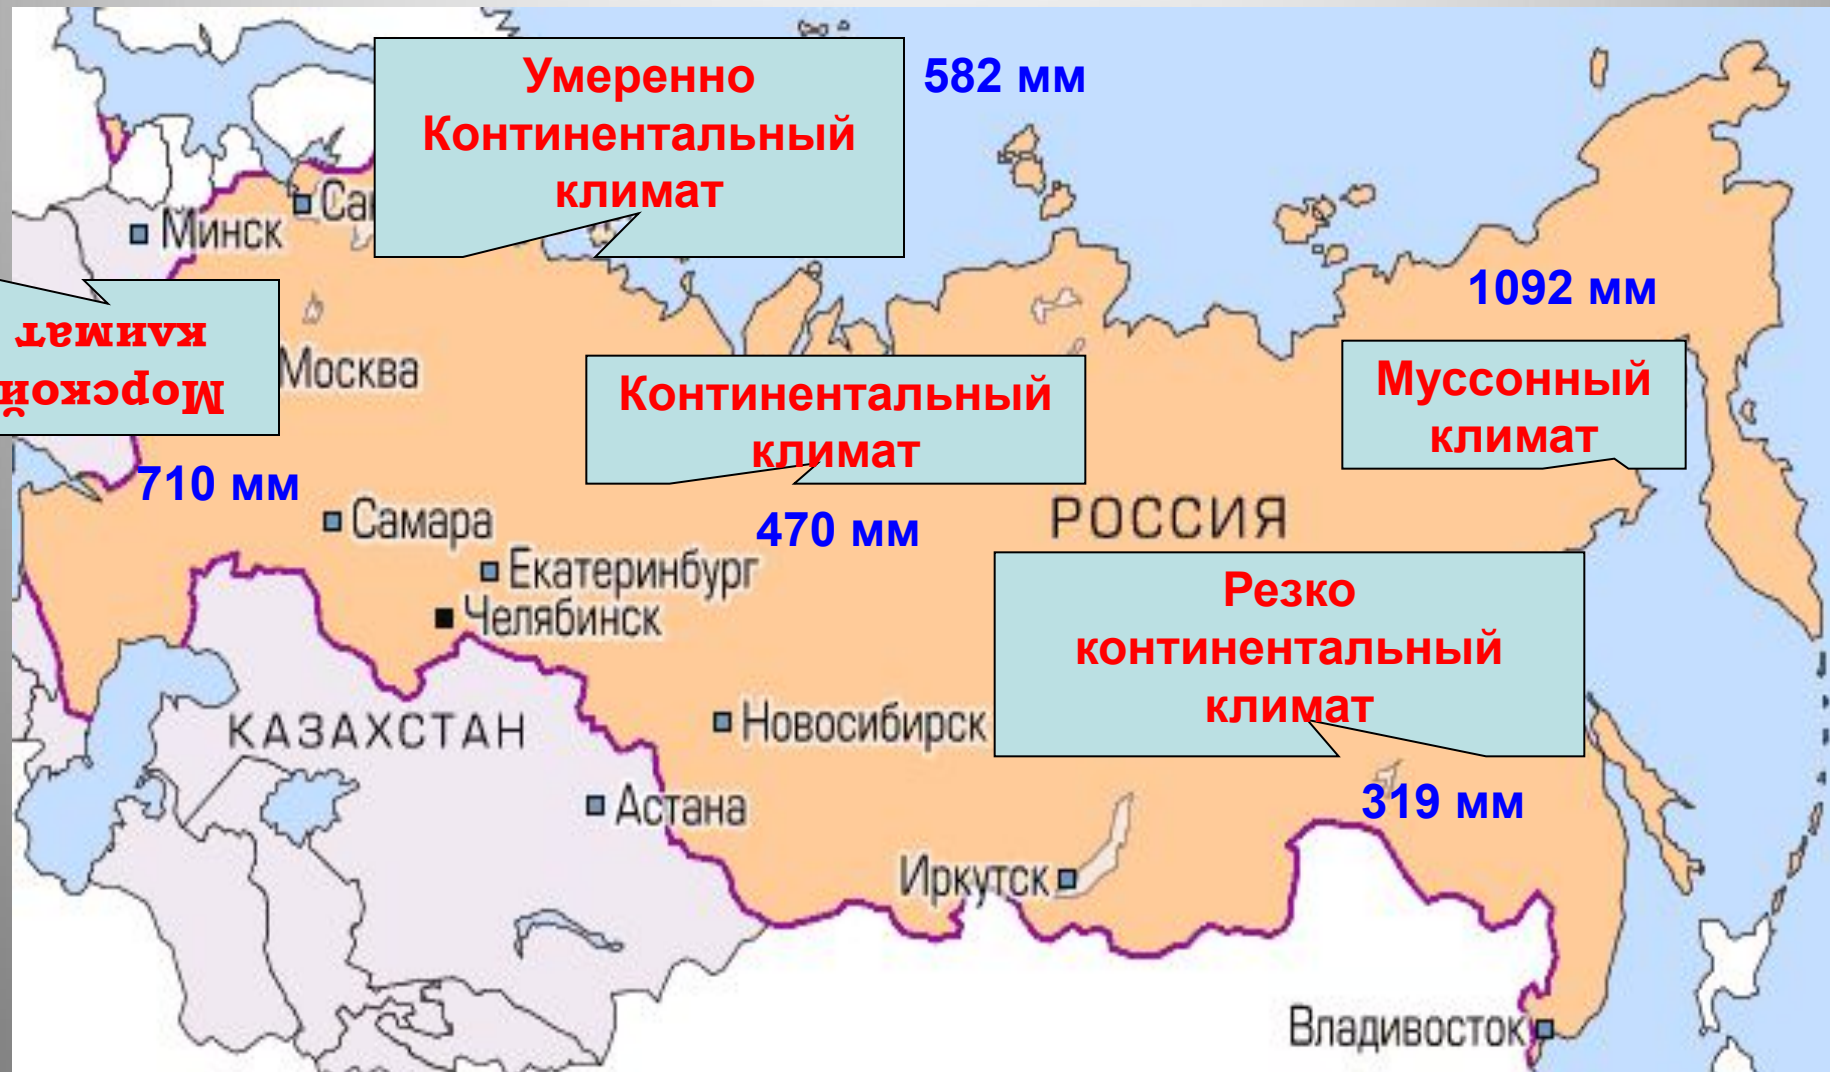 Умеренно
Континентальный
климат
582 мм
Минск
Са
1092 мм
Морской
климат
Москва
Континентальный
климат
Муссонный
климат
710 мм
Самара
470 мм
РОССИЯ
Екатеринбург
Челябинск
Резко
континентальный
климат
КАЗАХСТАН
Новосибирск
Астана
319 мм
Иркутск
Владивосток